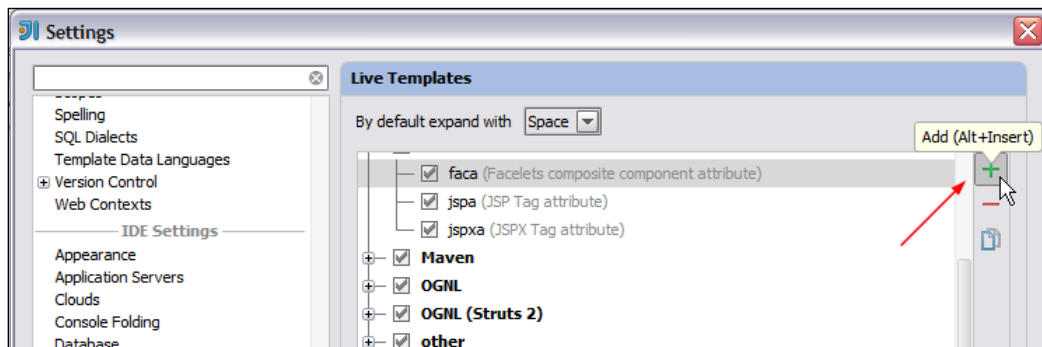 Settings
Live Templates
Spelling
SQL Dialects
Template Data Languages
Version Control
Web Contexts
IDE Settings
Appearance
Application Servers
Clouds
Console Folding
Database
By default expand with Space
Add (Alt+Insert)
faca (Facelets composite component attribute)
jspa (JSP Tag attribute)
jspxa (JSPX Tag attribute)
Maven
OGNL
OGNL (Struts 2)
other